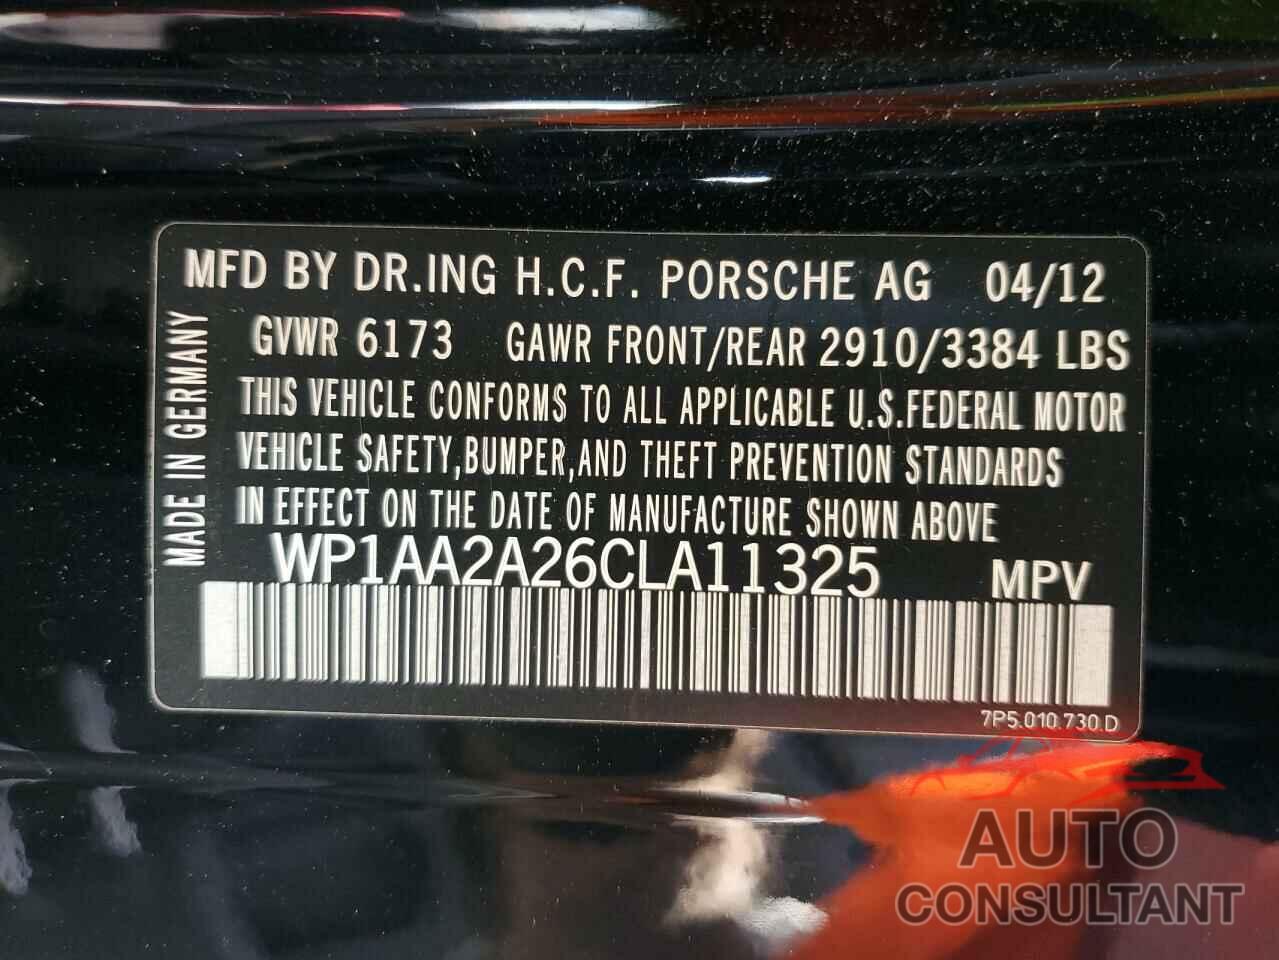 MFD BY DR.ING H.C.F. PORSCHE AG 04/12
GVWR 6173 GAWR FRONT/REAR 2910/3384 LBS
THIS VEHICLE CONFORMS TO ALL APPLICABLE U.S.FEDERAL MOTOR
VEHICLE SAFETY,BUMPER,AND THEFT PREVENTION STANDARDS
IN EFFECT ON THE DATE OF MANUFACTURE SHOWN ABOVE
WP1AA2A26CLA11325 MPV
MADE IN GERMANY
7P5.010.730.D
AUTO
CONSULTANT